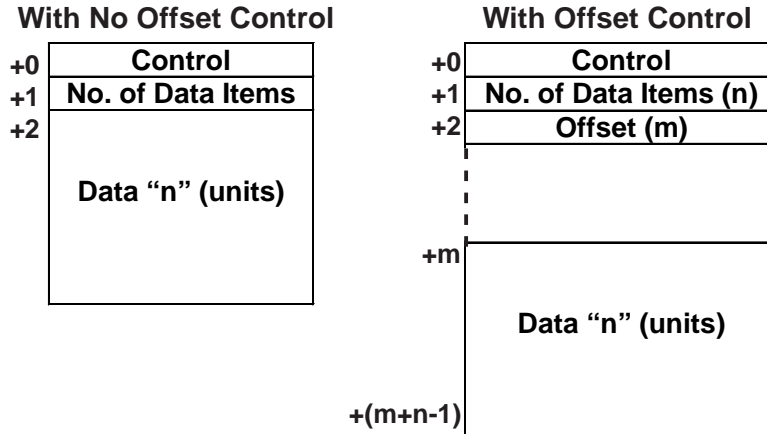 With No Offset Control
+0 Control
+1 No. of Data Items
+2
Data “n” (units)
With Offset Control
+0 Control
+1 No. of Data Items (n)
+2 Offset (m)
+m
Data “n” (units)
+(m+n-1)